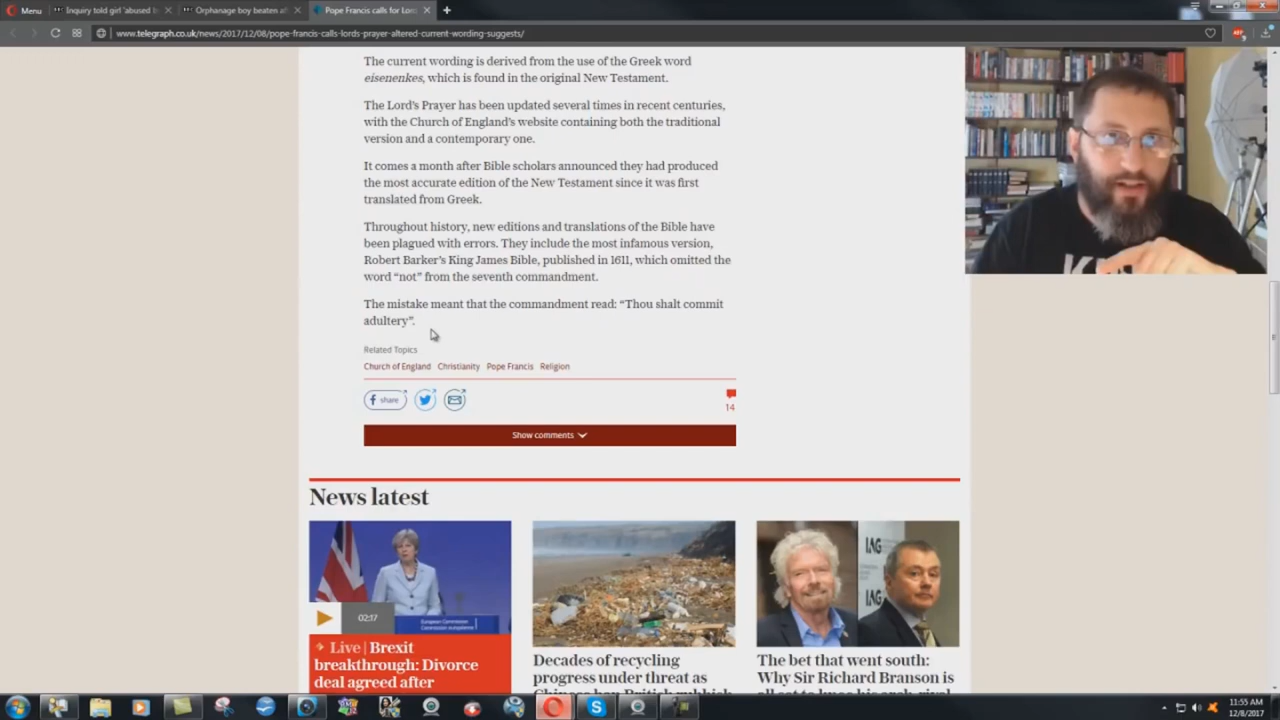 Menu
Inquiry told girl 'abused b
Orphanage boy beaten af
Pope Francis calls for Lord
www.telegraph.co.uk/news/2017/12/08/pope-francis-calls-lords-prayer-altered-current-wording-suggests/
The current wording is derived from the use of the Greek word
eisenenkes, which is found in the original New Testament.
The Lord's Prayer has been updated several times in recent centuries,
with the Church of England's website containing both the traditional
version and a contemporary one.
It comes a month after Bible scholars announced they had produced
the most accurate edition of the New Testament since it was first
translated from Greek.
Throughout history, new editions and translations of the Bible have
been plagued with errors. They include the most infamous version,
Robert Barker's King James Bible, published in 1611, which omitted the
word “not” from the seventh commandment.
The mistake meant that the commandment read: “Thou shalt commit
adultery”.
Related Topics
Church of England Christianity Pope Francis Religion
share
14
Show comments
News latest
IAG
IAG
02:17
European Commission
Live | Brexit
breakthrough: Divorce
deal agreed after
Decades of recycling
progress under threat as
The bet that went south:
Why Sir Richard Branson is
11:55 AM
12/8/2017